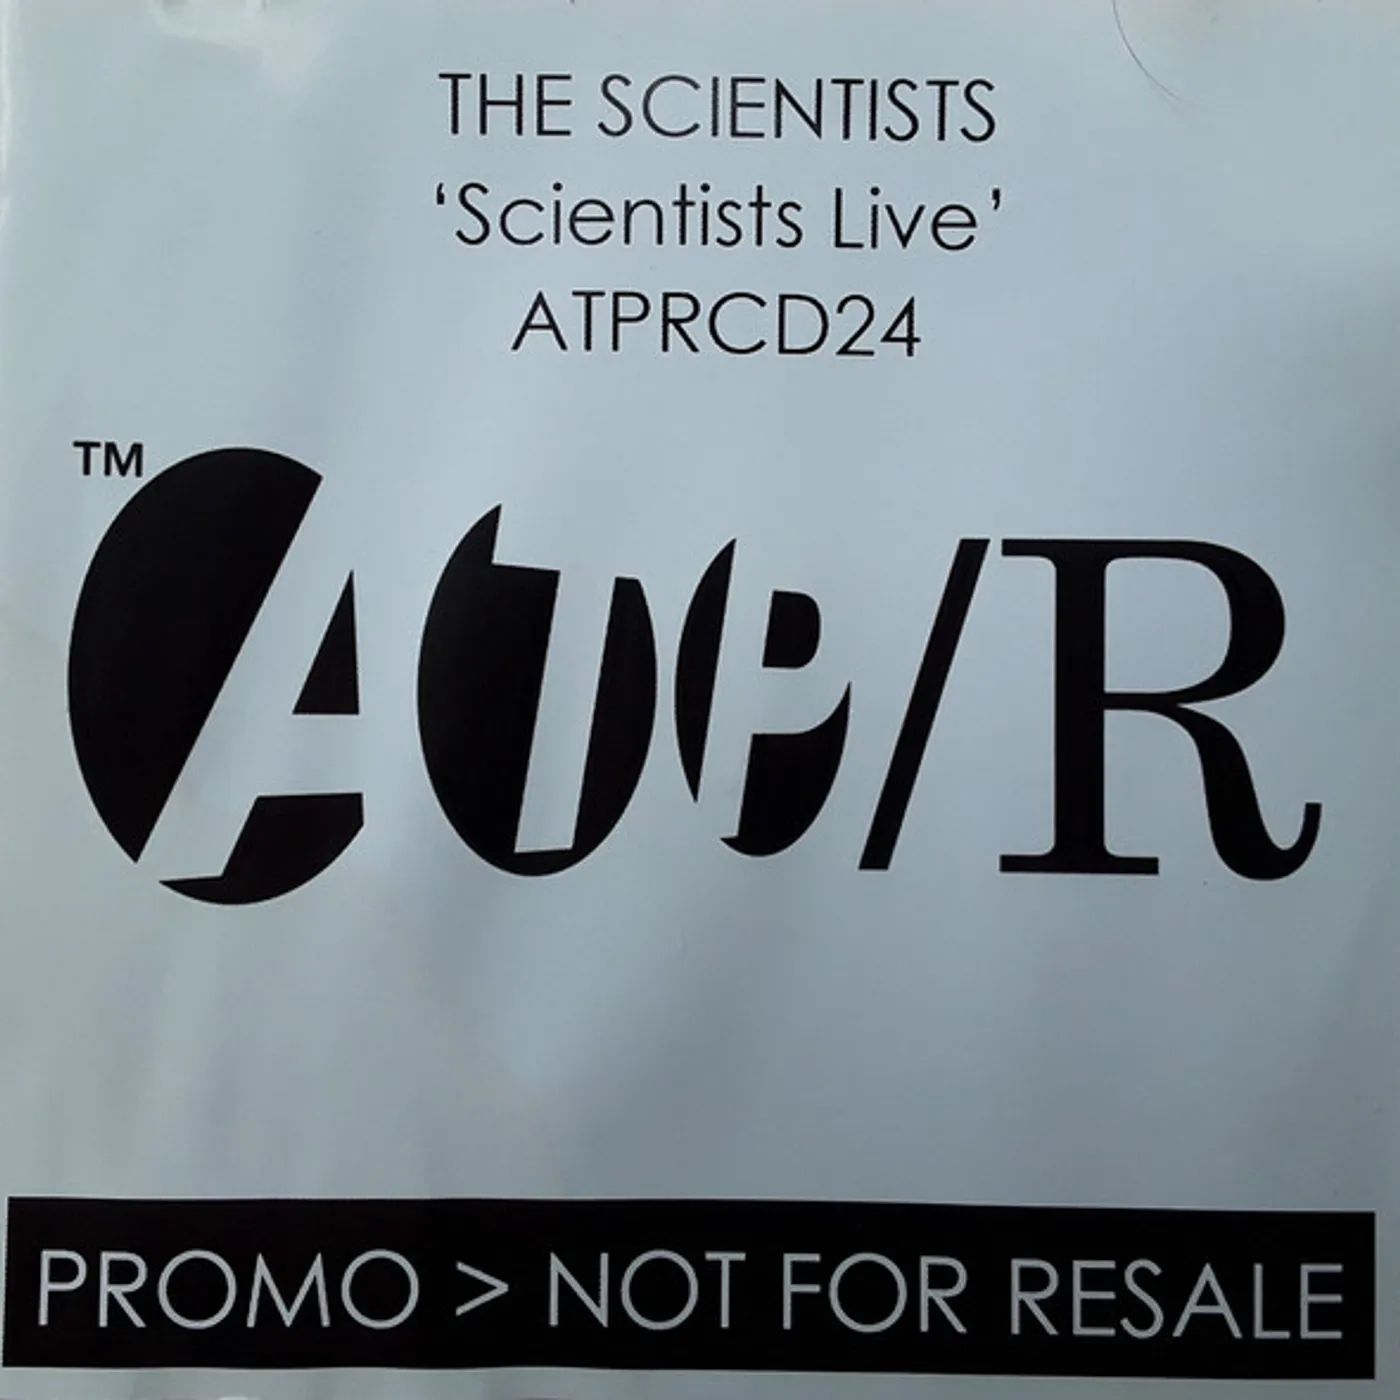 THE SCIENTISTS
‘Scientists Live’
ATPRCD24
TM
ATP/R
PROMO > NOT FOR RESALE